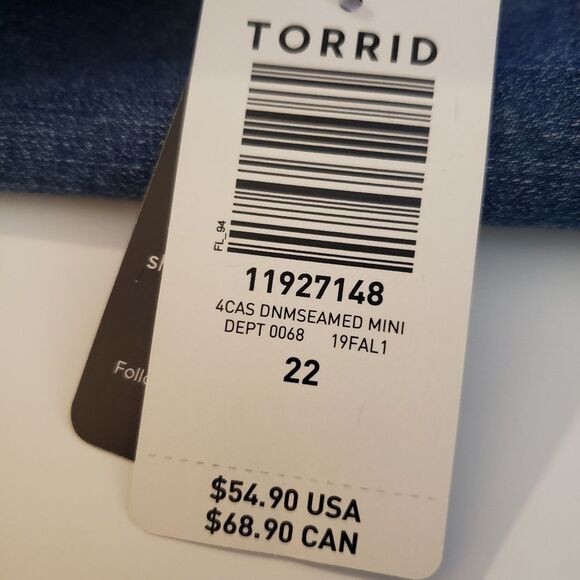 TORRID
FL_94
11927148
4CAS DNMSEAMED MINI
DEPT 0068 19FAL1
22
$54.90 USA
$68.90 CAN